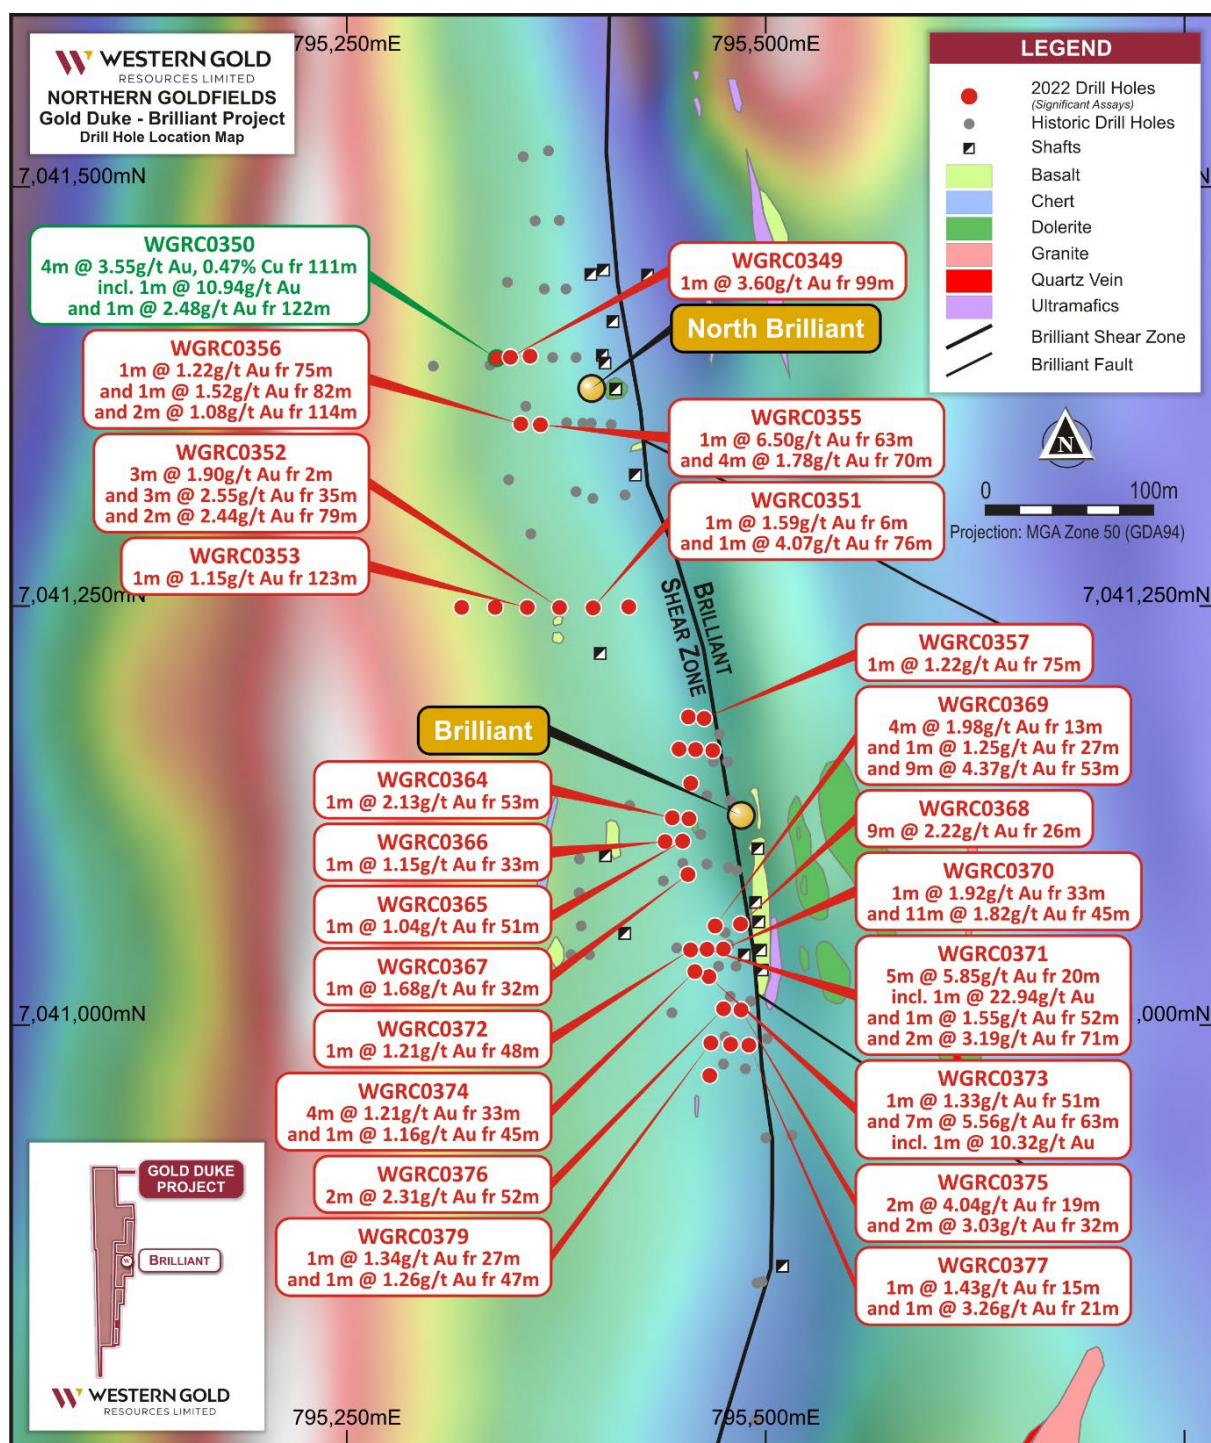 WESTERN GOLD
RESOURCES LIMITED
NORTHERN GOLDFIELDS
Gold Duke - Brilliant Project
Drill Hole Location Map
795,250mE
795,500mE
LEGEND
2022 Drill Holes
(Significant Assays)
Historic Drill Holes
Shafts
Basalt
Chert
Dolerite
Granite
Quartz Vein
Ultramafics
Brilliant Shear Zone
Brilliant Fault
7,041,500mN
N
WGRC0350
4m @ 3.55g/t Au, 0.47% Cu fr 111m
incl. 1m @ 10.94g/t Au
and 1m @ 2.48g/t Au fr 122m
WGRC0349
1m @ 3.60g/t Au fr 99m
North Brilliant
WGRC0356
1m @ 1.22g/t Au fr 75m
and 1m @ 1.52g/t Au fr 82m
and 2m @ 1.08g/t Au fr 114m
WGRC0355
1m @ 6.50g/t Au fr 63m
and 4m @ 1.78g/t Au fr 70m
N
0 100m
Projection: MGA Zone 50 (GDA94)
WGRC0352
3m @ 1.90g/t Au fr 2m
and 3m @ 2.55g/t Au fr 35m
and 2m @ 2.44g/t Au fr 79m
WGRC0351
1m @ 1.59g/t Au fr 6m
and 1m @ 4.07g/t Au fr 76m
WGRC0353
1m @ 1.15g/t Au fr 123m
7,041,250mN
7,041,250mN
BRILLIANT
SHEAR ZONE
WGRC0357
1m @ 1.22g/t Au fr 75m
Brilliant
WGRC0369
4m @ 1.98g/t Au fr 13m
and 1m @ 1.25g/t Au fr 27m
and 9m @ 4.37g/t Au fr 53m
WGRC0364
1m @ 2.13g/t Au fr 53m
WGRC0368
9m @ 2.22g/t Au fr 26m
WGRC0366
1m @ 1.15g/t Au fr 33m
WGRC0370
1m @ 1.92g/t Au fr 33m
and 11m @ 1.82g/t Au fr 45m
WGRC0365
1m @ 1.04g/t Au fr 51m
WGRC0367
1m @ 1.68g/t Au fr 32m
WGRC0371
5m @ 5.85g/t Au fr 20m
incl. 1m @ 22.94g/t Au
and 1m @ 1.55g/t Au fr 52m
and 2m @ 3.19g/t Au fr 71m
7,041,000mN
,000mN
WGRC0372
1m @ 1.21g/t Au fr 48m
WGRC0374
4m @ 1.21g/t Au fr 33m
and 1m @ 1.16g/t Au fr 45m
WGRC0373
1m @ 1.33g/t Au fr 51m
and 7m @ 5.56g/t Au fr 63m
incl. 1m @ 10.32g/t Au
WGRC0376
2m @ 2.31g/t Au fr 52m
WGRC0375
2m @ 4.04g/t Au fr 19m
and 2m @ 3.03g/t Au fr 32m
WGRC0379
1m @ 1.34g/t Au fr 27m
and 1m @ 1.26g/t Au fr 47m
WGRC0377
1m @ 1.43g/t Au fr 15m
and 1m @ 3.26g/t Au fr 21m
GOLD DUKE
PROJECT
BRILLIANT
WESTERN GOLD
RESOURCES LIMITED
795,250mE
795,500mE